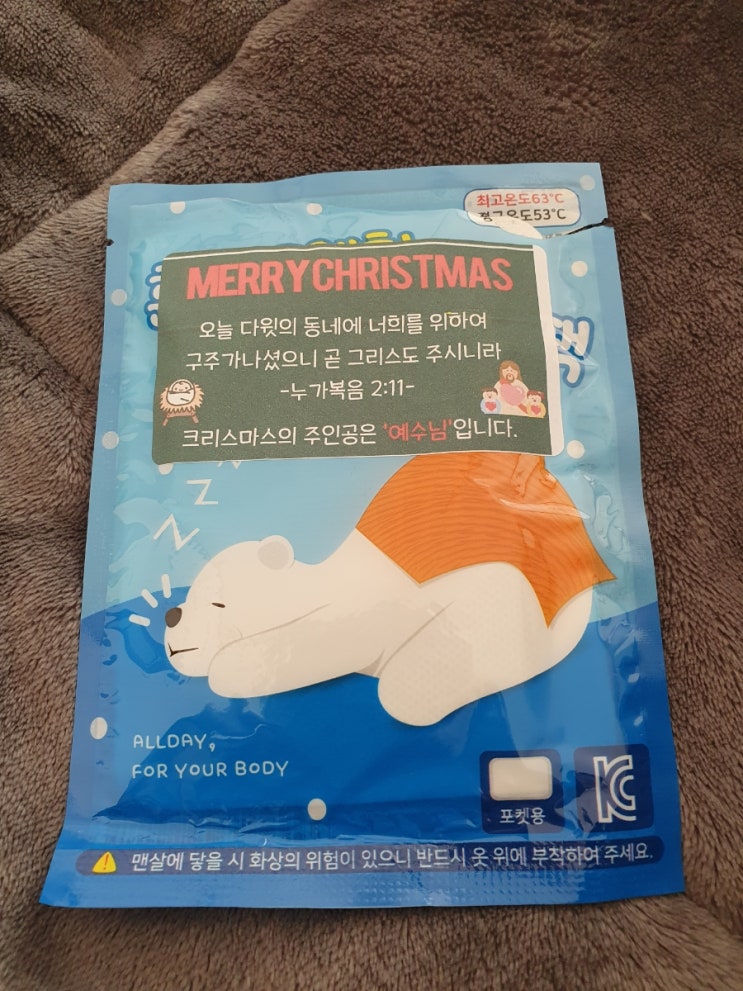 최고온도63°C
평균온도53°C
팩
MERRY CHRISTMAS
오늘 다윗의 동네에 너희를 위하여
구주가나셨으니 곧 그리스도 주시니라
-누가복음 2:11-
크리스마스의 주인공은 '예수님'입니다.
Z
Z
Z
ALLDAY,
FOR YOUR BODY
포켓용
KC
맨살에 닿을 시 화상의 위험이 있으니 반드시 옷 위에 부착하여 주세요.